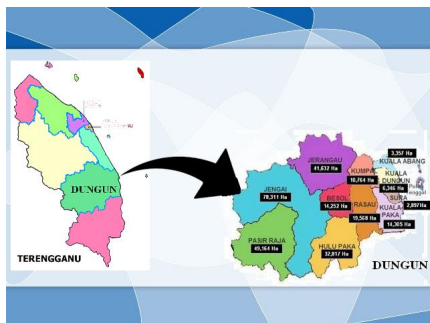 DUNGUN
TERENGGANU
JERANGAU
41,632 Ha
3,357 Ha
KUALA ABANG
KUMPAL
10,764 Ha
KUALA
DUNGUN
6,346 Ha
JENGAI
78,311 Ha
BESOL
14,252 Ha
RASAU
19,568 Ha
SURA
2,897 Ha
KUALA
PAKA
14,305 Ha
PASIR RAJA
49,164 Ha
HULU PAKA
32,817 Ha
DUNGUN